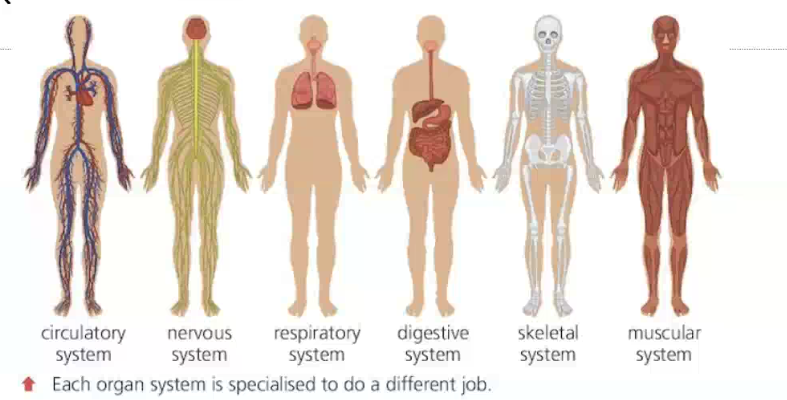 circulatory system
nervous system
respiratory system
digestive system
skeletal system
muscular system
Each organ system is specialised to do a different job.